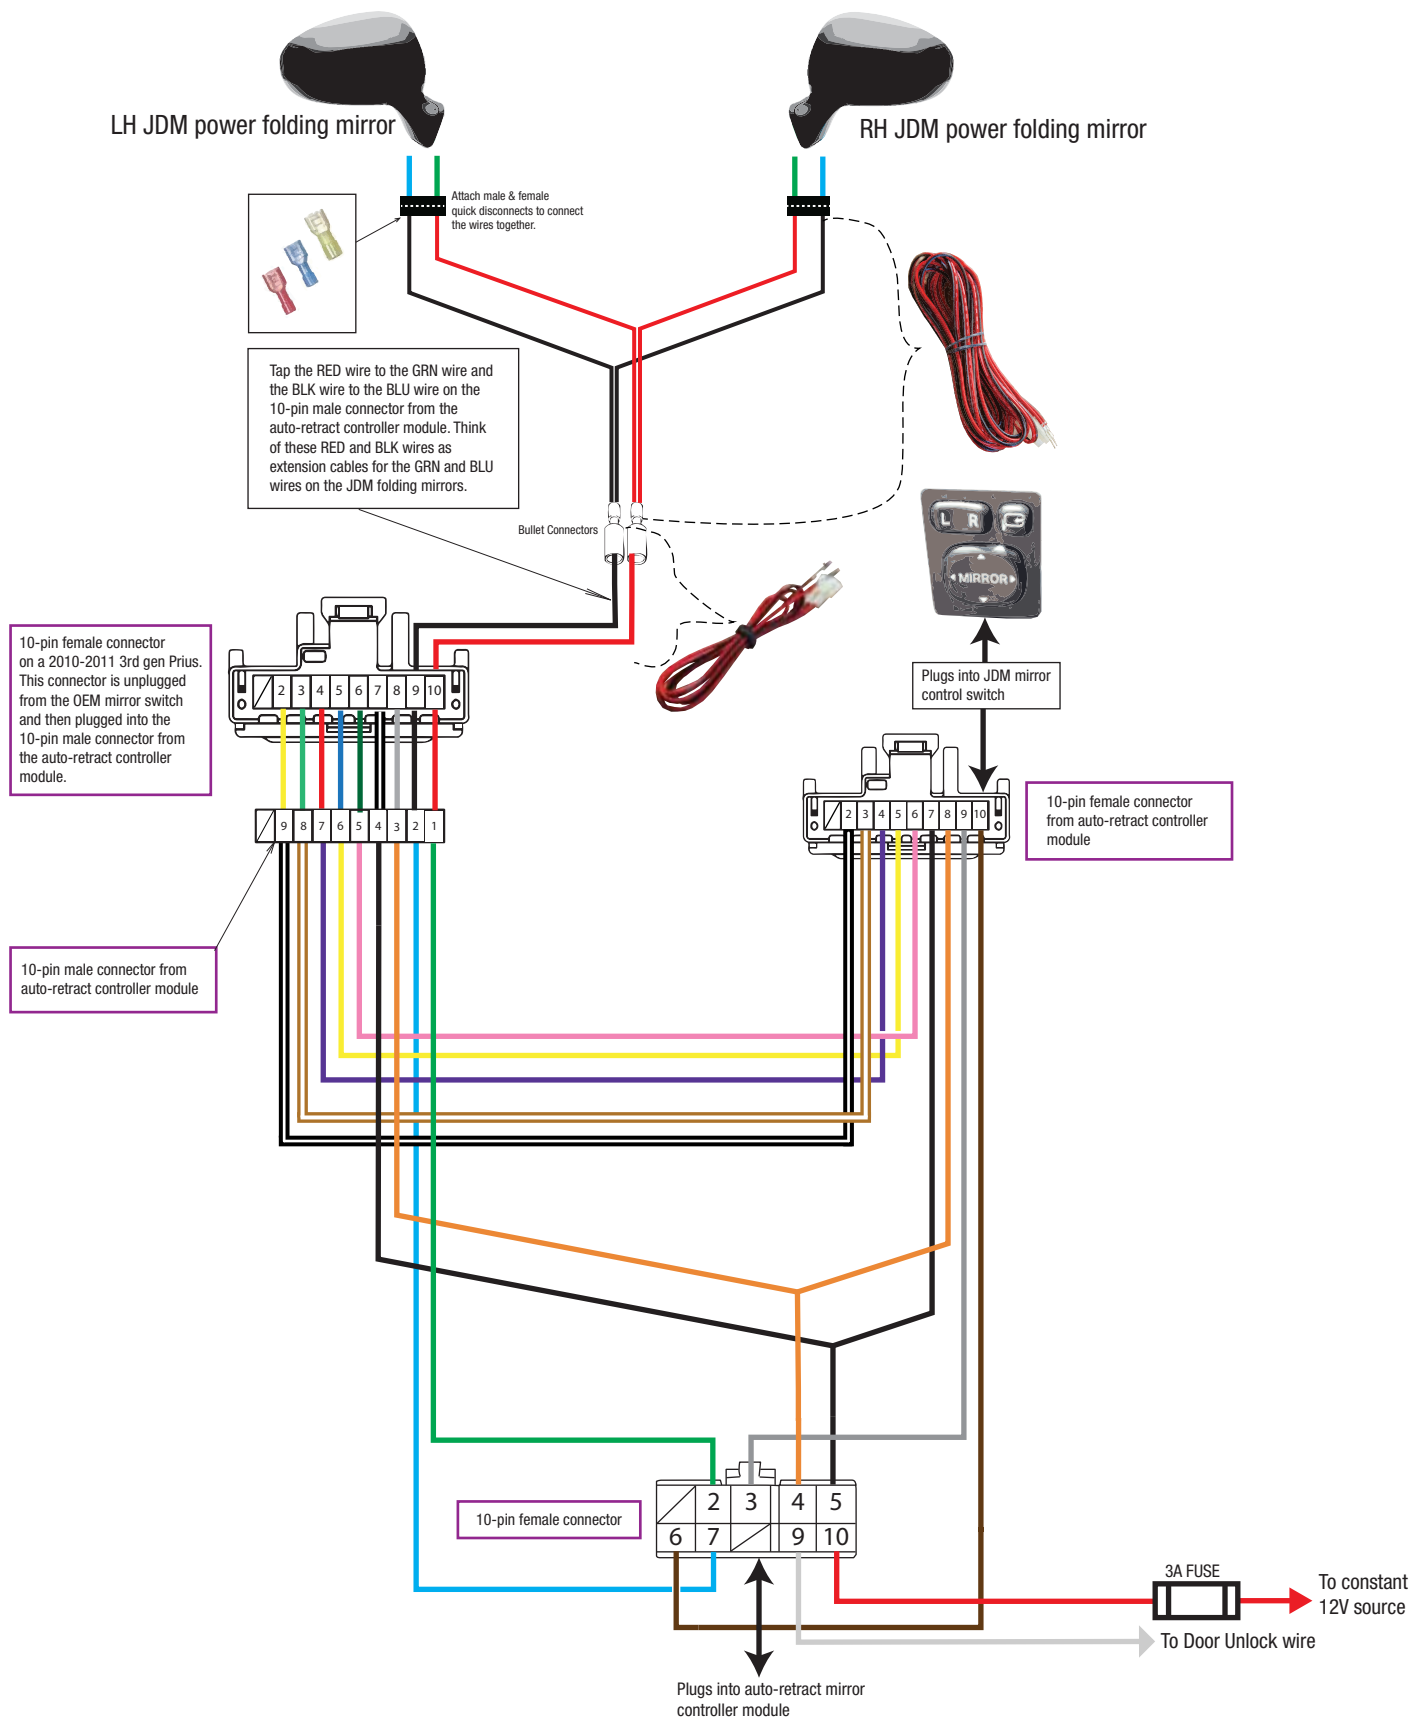 LH JDM power folding mirror
RH JDM power folding mirror
Attach male & female
quick disconnects to connect
the wires together.
Tap the RED wire to the GRN wire and
the BLK wire to the BLU wire on the
10-pin male connector from the
auto-retract controller module. Think
of these RED and BLK wires as
extension cables for the GRN and BLU
wires on the JDM folding mirrors.
Bullet Connectors
L R
MIRROR
10-pin female connector
on a 2010-2011 3rd gen Prius.
This connector is unplugged
from the OEM mirror switch
and then plugged into the
10-pin male connector from
the auto-retract controller
module.
2 3 4 5 6 7 8 9 10
Plugs into JDM mirror
control switch
9 8 7 6 5 4 3 2 1
2 3 4 5 6 7 8 9 10
10-pin female connector
from auto-retract controller
module
10-pin male connector from
auto-retract controller module
10-pin female connector
2 3 4 5
6 7 9 10
3A FUSE
To constant
12V source
To Door Unlock wire
Plugs into auto-retract mirror
controller module